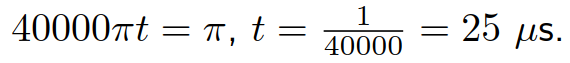 40000πt = π, t = 1/40000 = 25 μs.